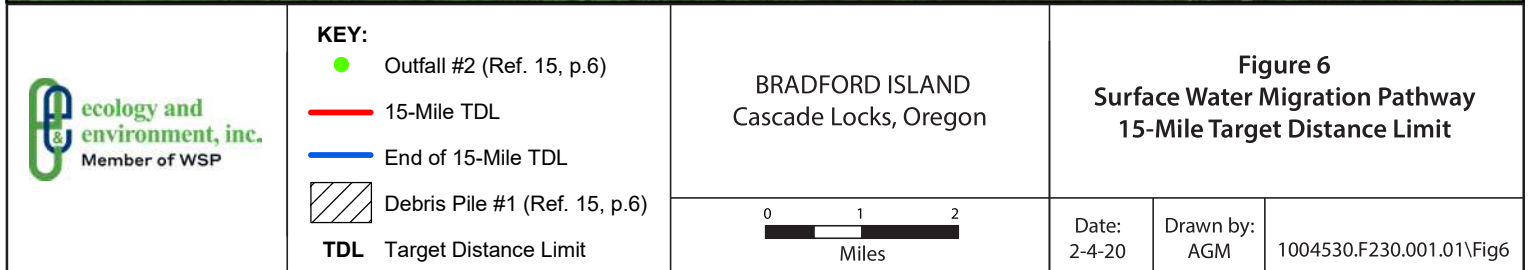 ecology and
environment, inc.
Member of WSP
KEY:
Outfall #2 (Ref. 15, p.6)
15-Mile TDL
End of 15-Mile TDL
Debris Pile #1 (Ref. 15, p.6)
TDL Target Distance Limit
BRADFORD ISLAND
Cascade Locks, Oregon
0 1 2
Miles
Figure 6
Surface Water Migration Pathway
15-Mile Target Distance Limit
Date:
2-4-20
Drawn by:
AGM
1004530.F230.001.01\Fig6